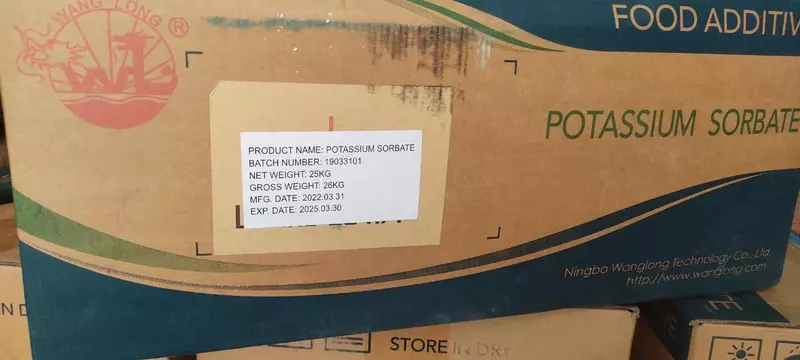 WANG LONG ®
FOOD ADDITIV
POTASSIUM SORBATE
PRODUCT NAME: POTASSIUM SORBATE
BATCH NUMBER: 19033101
NET WEIGHT: 25KG
GROSS WEIGHT: 26KG
MFG. DATE: 2022.03.31
EXP. DATE: 2025.03.30
Ningbo Wanglong Technology Co., Ltd.
http://www.wanglong.com
STORE IN DRY